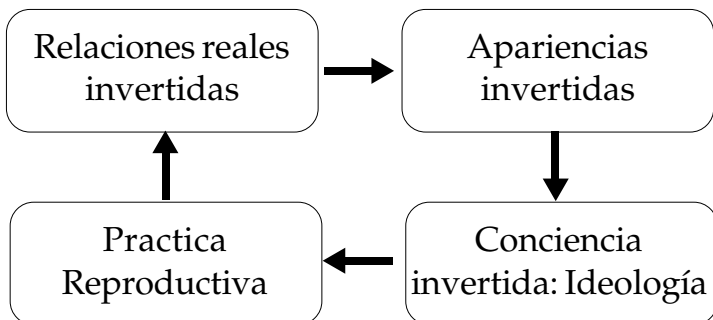 Relaciones reales
invertidas
Apariencias
invertidas
Practica
Reproductiva
Conciencia
invertida: Ideología